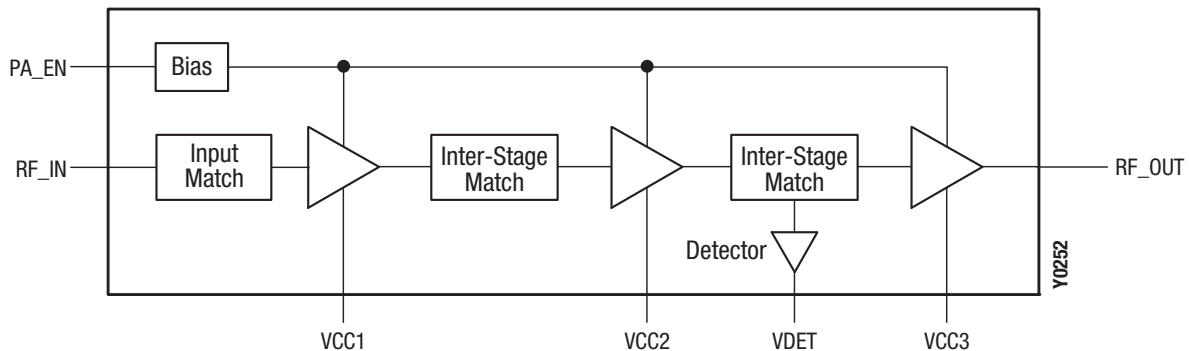 PA_EN
Bias
RF_IN
Input
Match
Inter-Stage
Match
Inter-Stage
Match
RF_OUT
Detector
Y0252
VCC1
VCC2
VDET
VCC3